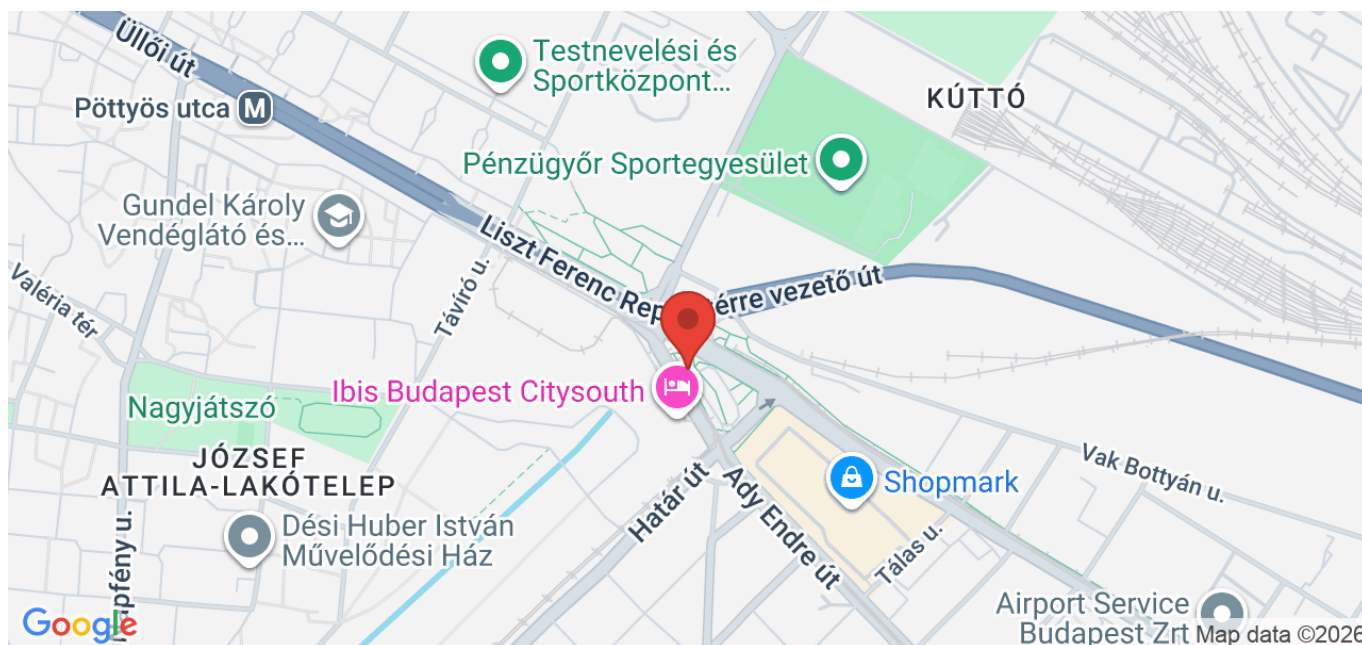 Üllői út
Testnevelési és
Sportközpont...
KÚTTÓ
Pöttyös utca
M
Pénzügyőr Sportegyesület
Gundel Károly
Vendéglátó és...
Liszt Ferenc Rep
térre vezető út
Valéria tér
Távíró u.
Ibis Budapest Citysouth
Nagyjátszó
JÓZSEF
ATTILA-LAKÓTELEP
Vak Bottyán u.
Shopmark
Határ út
Ady Endre út
Dési Huber István
Művelődési Ház
Tálas u.
Airport Service
Budapest Zrt
Google
Map data ©2026